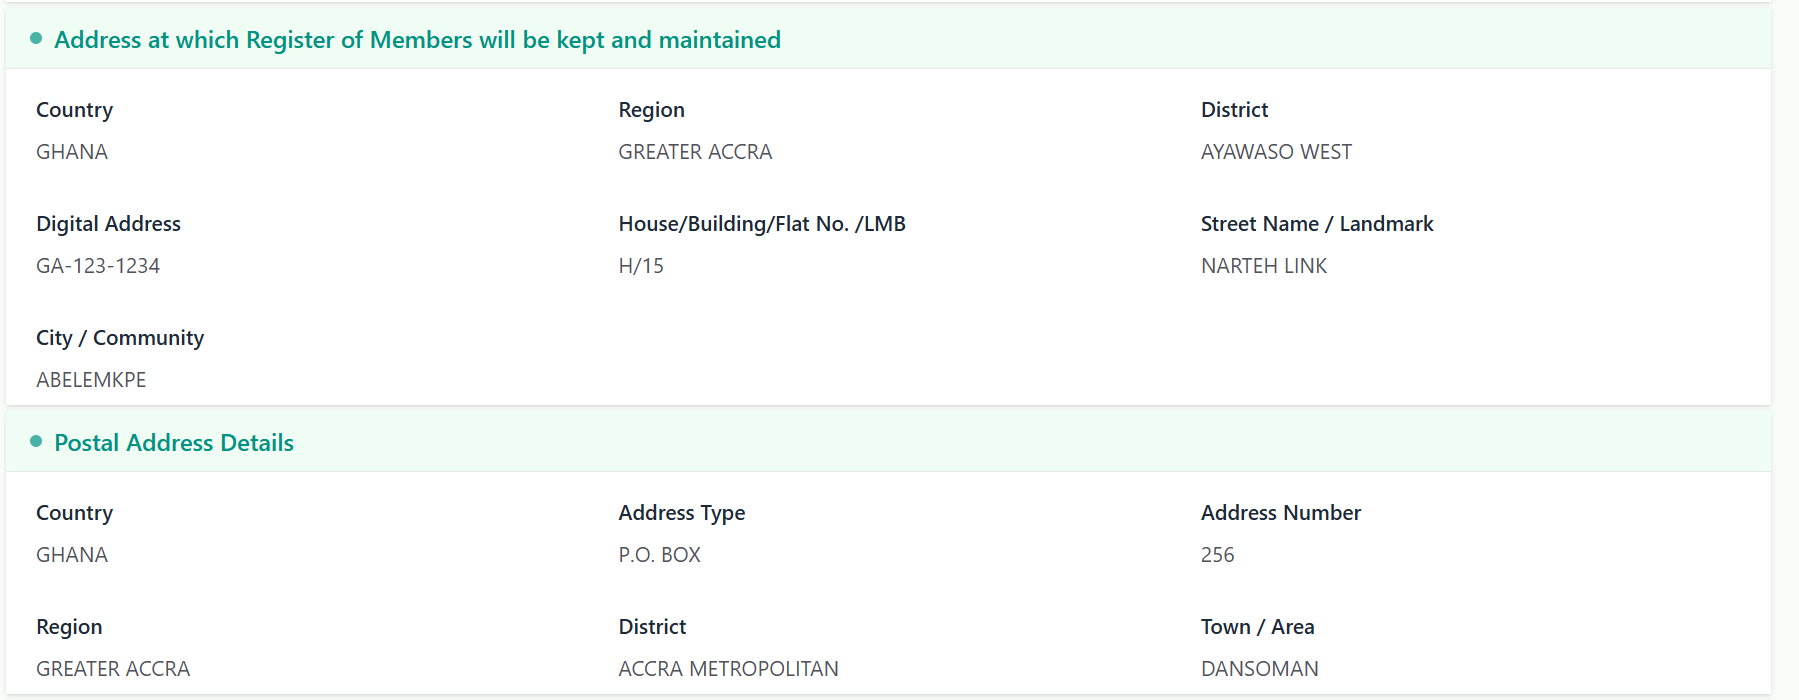 Address at which Register of Members will be kept and maintained
Country Region District
GHANA GREATER ACCRA AYAWASO WEST
Digital Address House/Building/Flat No. /LMB Street Name / Landmark
GA-123-1234 H/15 NARTEH LINK
City / Community
ABELEMKPE
Postal Address Details
Country Address Type Address Number
GHANA P.O. BOX 256
Region District Town / Area
GREATER ACCRA ACCRA METROPOLITAN DANSOMAN